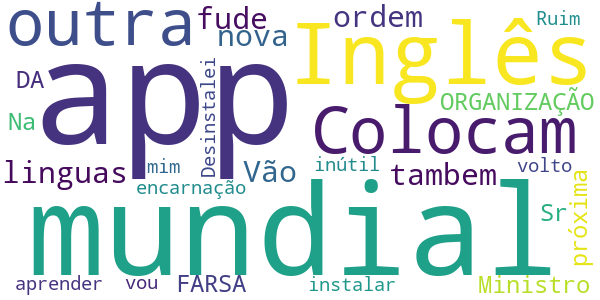 outra
fude
ordem
Ruim
nova
app
Inglês
DA
Desinstalei
ORGANIZAÇÃO
Na
Colocam
linguas
mim
Vão
inútil
tambem
volto
encarnação
próxima
mundial
Sr
aprender
vou
FARSA
instalar
Ministro